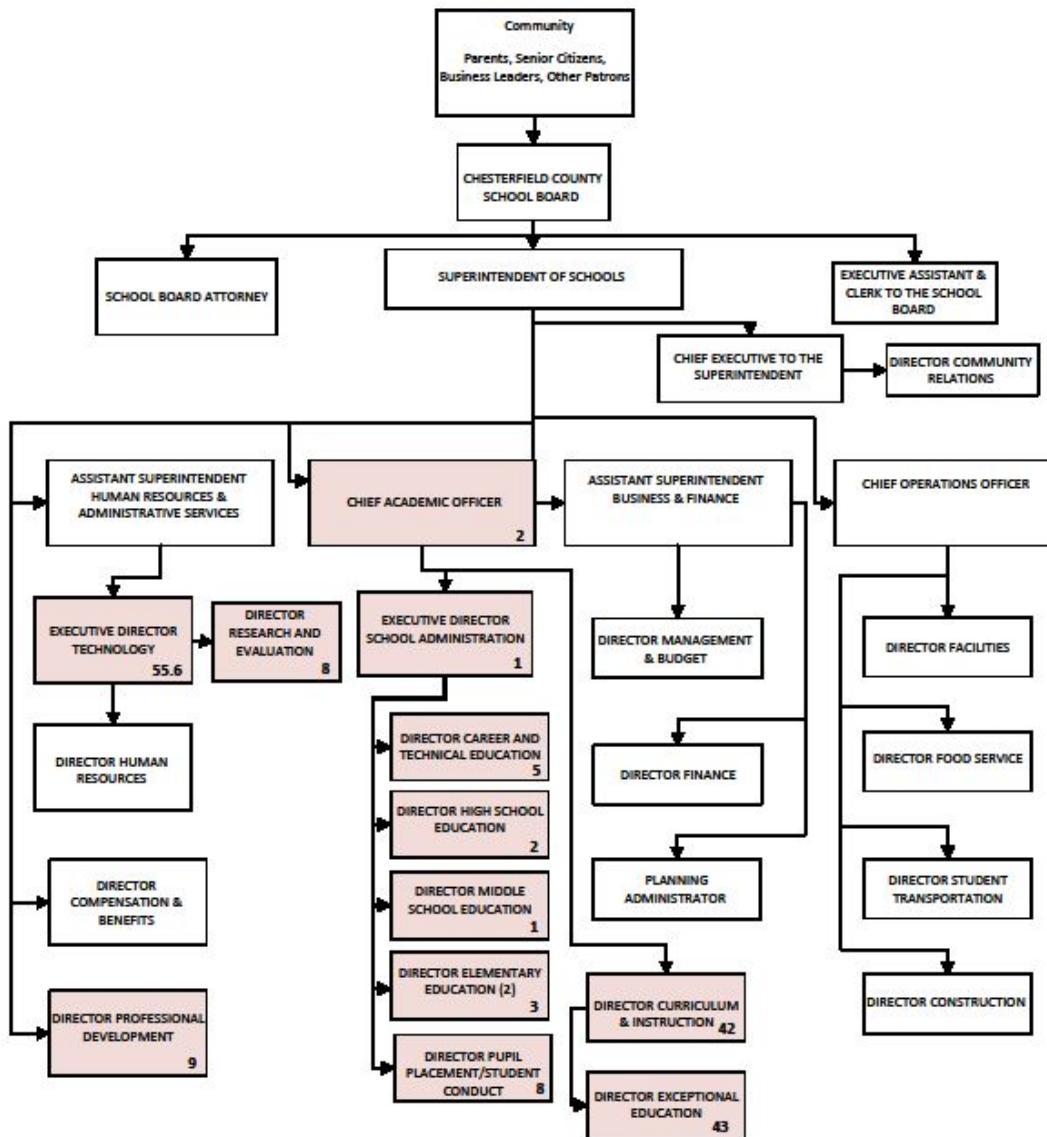 Community
Parents, Senior Citizens,
Business Leaders, Other Patrons
CHESTERFIELD COUNTY
SCHOOL BOARD
SCHOOL BOARD ATTORNEY
SUPERINTENDENT OF SCHOOLS
EXECUTIVE ASSISTANT &
CLERK TO THE SCHOOL
BOARD
CHIEF EXECUTIVE TO THE
SUPERINTENDENT
DIRECTOR COMMUNITY
RELATIONS
ASSISTANT SUPERINTENDENT
HUMAN RESOURCES &
ADMINISTRATIVE SERVICES
CHIEF ACADEMIC OFFICER
2
ASSISTANT SUPERINTENDENT
BUSINESS & FINANCE
CHIEF OPERATIONS OFFICER
EXECUTIVE DIRECTOR
TECHNOLOGY
55.6
DIRECTOR
RESEARCH AND
EVALUATION
8
EXECUTIVE DIRECTOR
SCHOOL ADMINISTRATION
1
DIRECTOR MANAGEMENT
& BUDGET
DIRECTOR FACILITIES
DIRECTOR HUMAN
RESOURCES
DIRECTOR CAREER AND
TECHNICAL EDUCATION
5
DIRECTOR FINANCE
DIRECTOR FOOD SERVICE
DIRECTOR HIGH SCHOOL
EDUCATION
2
DIRECTOR
COMPENSATION &
BENEFITS
DIRECTOR MIDDLE
SCHOOL EDUCATION
1
PLANNING
ADMINISTRATOR
DIRECTOR STUDENT
TRANSPORTATION
DIRECTOR ELEMENTARY
EDUCATION (2)
3
DIRECTOR PROFESSIONAL
DEVELOPMENT
9
DIRECTOR CURRICULUM
& INSTRUCTION 42
DIRECTOR CONSTRUCTION
DIRECTOR PUPIL
PLACEMENT/STUDENT
CONDUCT 8
DIRECTOR EXCEPTIONAL
EDUCATION
43